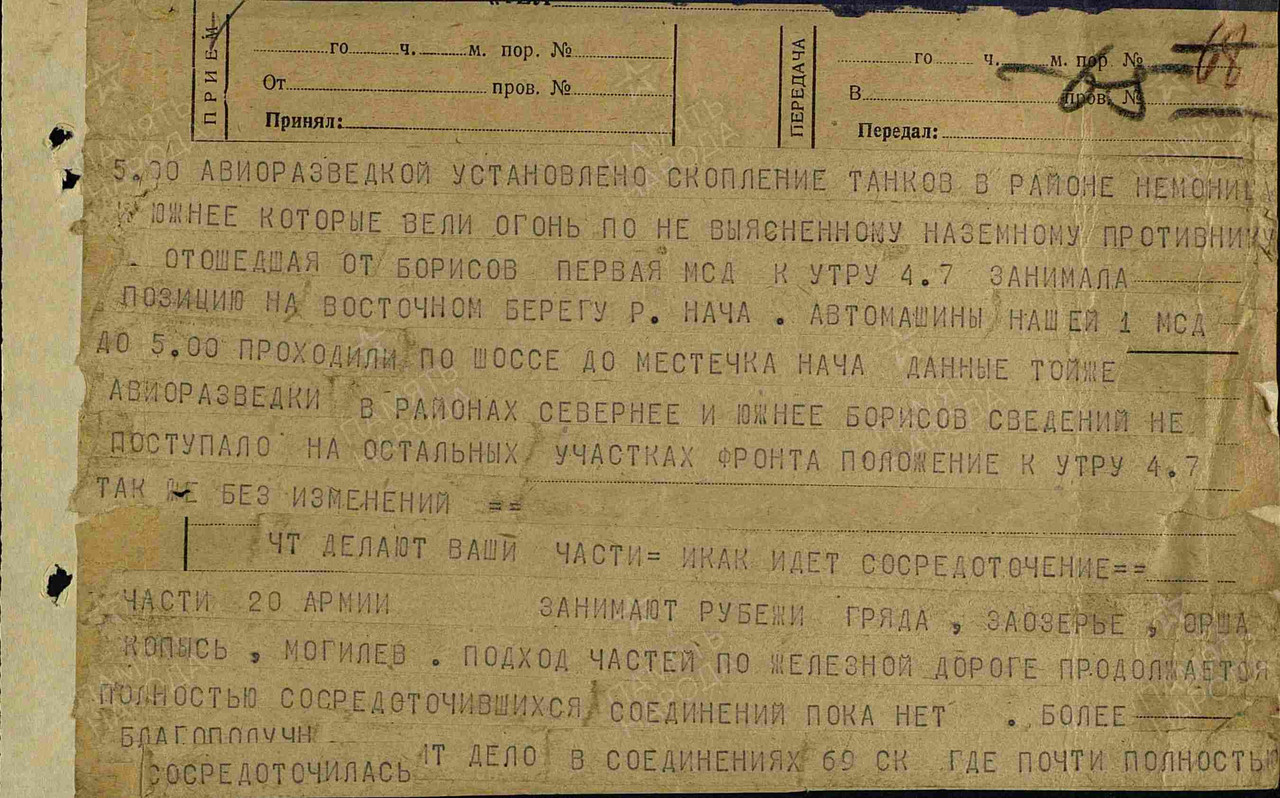 ПРИЕМ
го ч. м. пор. №
От пров. №
Принял:
ПЕРЕДАЧА
го ч. м. пор №
В пров. №
Передал:
68
5.00 АВИОРАЗВЕДКОЙ УСТАНОВЛЕНО СКОПЛЕНИЕ ТАНКОВ В РАЙОНЕ
ЮЖНЕЕ КОТОРЫЕ ВЕЛИ ОГОНЬ ПО НЕ ВЫЯСНЕННОМУ НАЗЕМНОМУ ПРОТИВНИКУ
. ОТОШЕДШАЯ ОТ БОРИСОВ ПЕРВАЯ МСД К УТРУ 4.7 ЗАНИМАЛА
ПОЗИЦИЮ НА ВОСТОЧНОМ БЕРЕГУ Р. НАЧА . АВТОМАШИНЫ НАШЕЙ 1 МСД
ДО 5.00 ПРОХОДИЛИ ПО ШОССЕ ДО МЕСТЕЧКА НАЧА ДАННЫЕ ТОЙЖЕ
АВИОРАЗВЕДКИ В РАЙОНАХ СЕВЕРНЕЕ И ЮЖНЕЕ БОРИСОВ СВЕДЕНИЙ НЕ
ПОСТУПАЛО НА ОСТАЛЬНЫХ УЧАСТКАХ ФРОНТА ПОЛОЖЕНИЕ К УТРУ 4.7
ТАК ЖЕ БЕЗ ИЗМЕНЕНИЙ ==
ЧТ ДЕЛАЮТ ВАШИ ЧАСТИ= ИКАК ИДЕТ СОСРЕДОТОЧЕНИЕ==
ЧАСТИ 20 АРМИИ ЗАНИМАЮТ РУБЕЖИ ГРЯДА , ЗАОЗЕРЬЕ , ОРША
КОПЫСЬ , МОГИЛЕВ . ПОДХОД ЧАСТЕЙ ПО ЖЕЛЕЗНОЙ ДОРОГЕ ПРОДОЛЖАЕТСЯ
ПОЛНОСТЬЮ СОСРЕДОТОЧИВШИХСЯ СОЕДИНЕНИЙ ПОКА НЕТ . БОЛЕЕ
БЛАГОПОЛУЧН
ИТ ДЕЛО В СОЕДИНЕНИЯХ 69 СК ГДЕ ПОЧТИ ПОЛНОСТЬЮ
СОСРЕДОТОЧИЛАСЬ